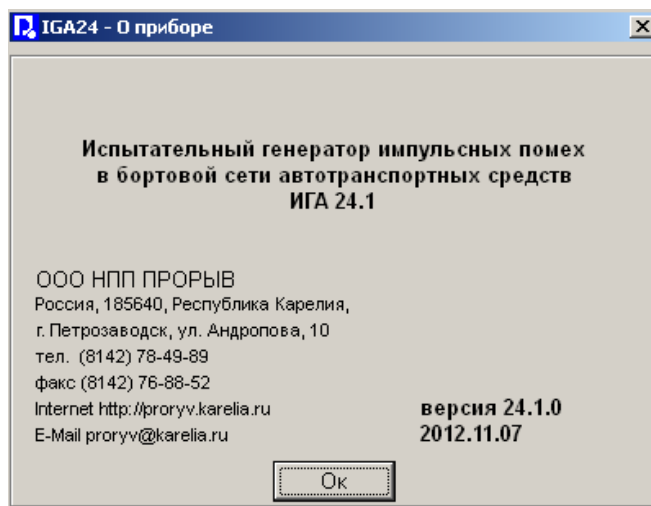 IGA24 - О приборе
Испытательный генератор импульсных помех
в бортовой сети автотранспортных средств
ИГА 24.1
ООО НПП ПРОРЫВ
Россия, 185640, Республика Карелия,
г. Петрозаводск, ул. Андропова, 10
тел. (8142) 78-49-89
факс (8142) 76-88-52
Internet http://proryv.karelia.ru
E-Mail proryv@karelia.ru
версия 24.1.0
2012.11.07
Ок